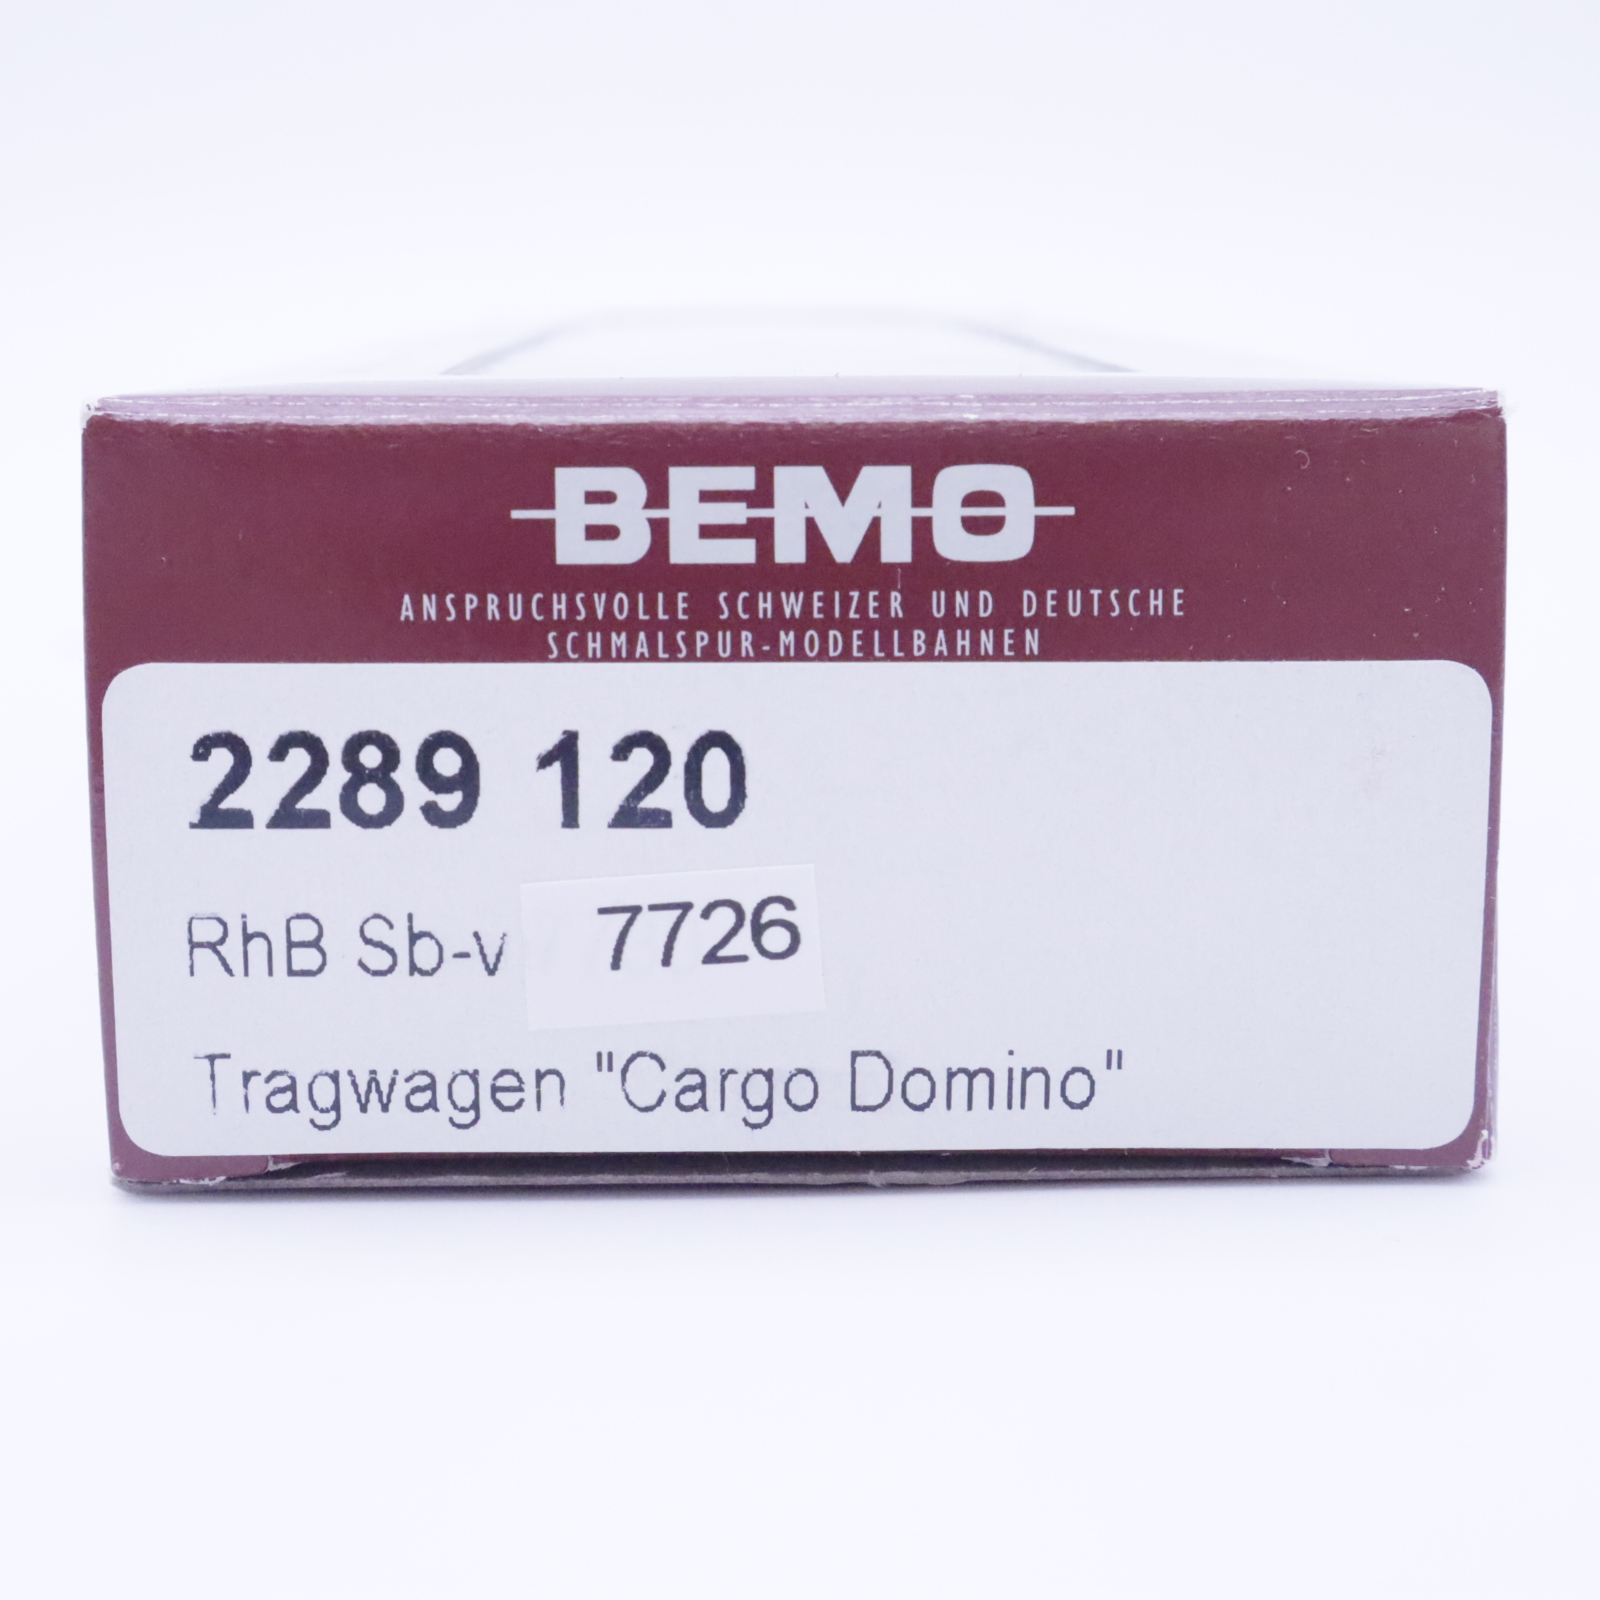 BEMO
ANSPRUCHSVOLLE SCHWEIZER UND DEUTSCHE
SCHMALSPUR-MODELLBAHNEN
2289 120
RhB Sb-v 7726
Tragwagen "Cargo Domino"